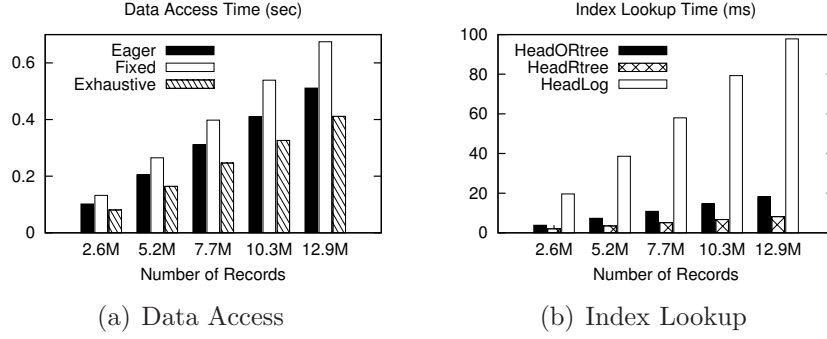 Data Access Time (sec)
Eager
Fixed
Exhaustive
0.6
0.4
0.2
0
2.6M 5.2M 7.7M 10.3M 12.9M
Number of Records
(a) Data Access
Index Lookup Time (ms)
HeadORtree
HeadRtree
HeadLog
100
80
60
40
20
0
2.6M 5.2M 7.7M 10.3M 12.9M
Number of Records
(b) Index Lookup